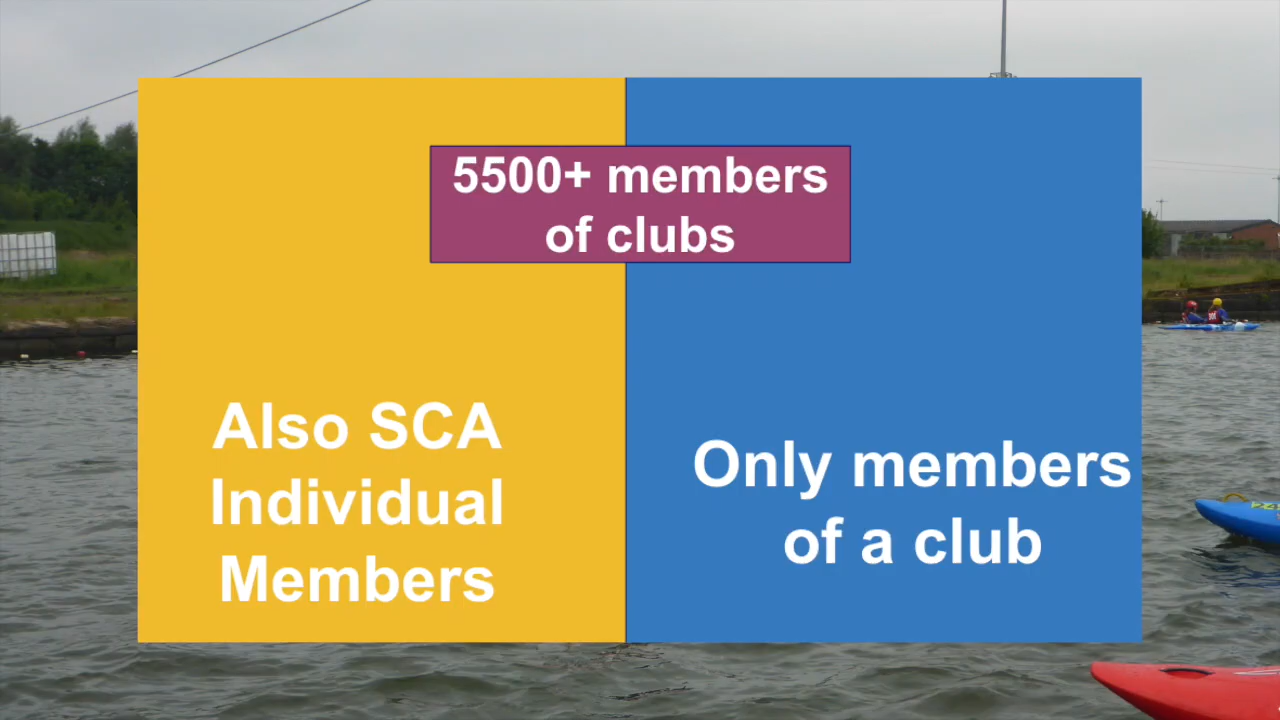 5500+ members
of clubs
Also SCA
Individual
Members
Only members
of a club